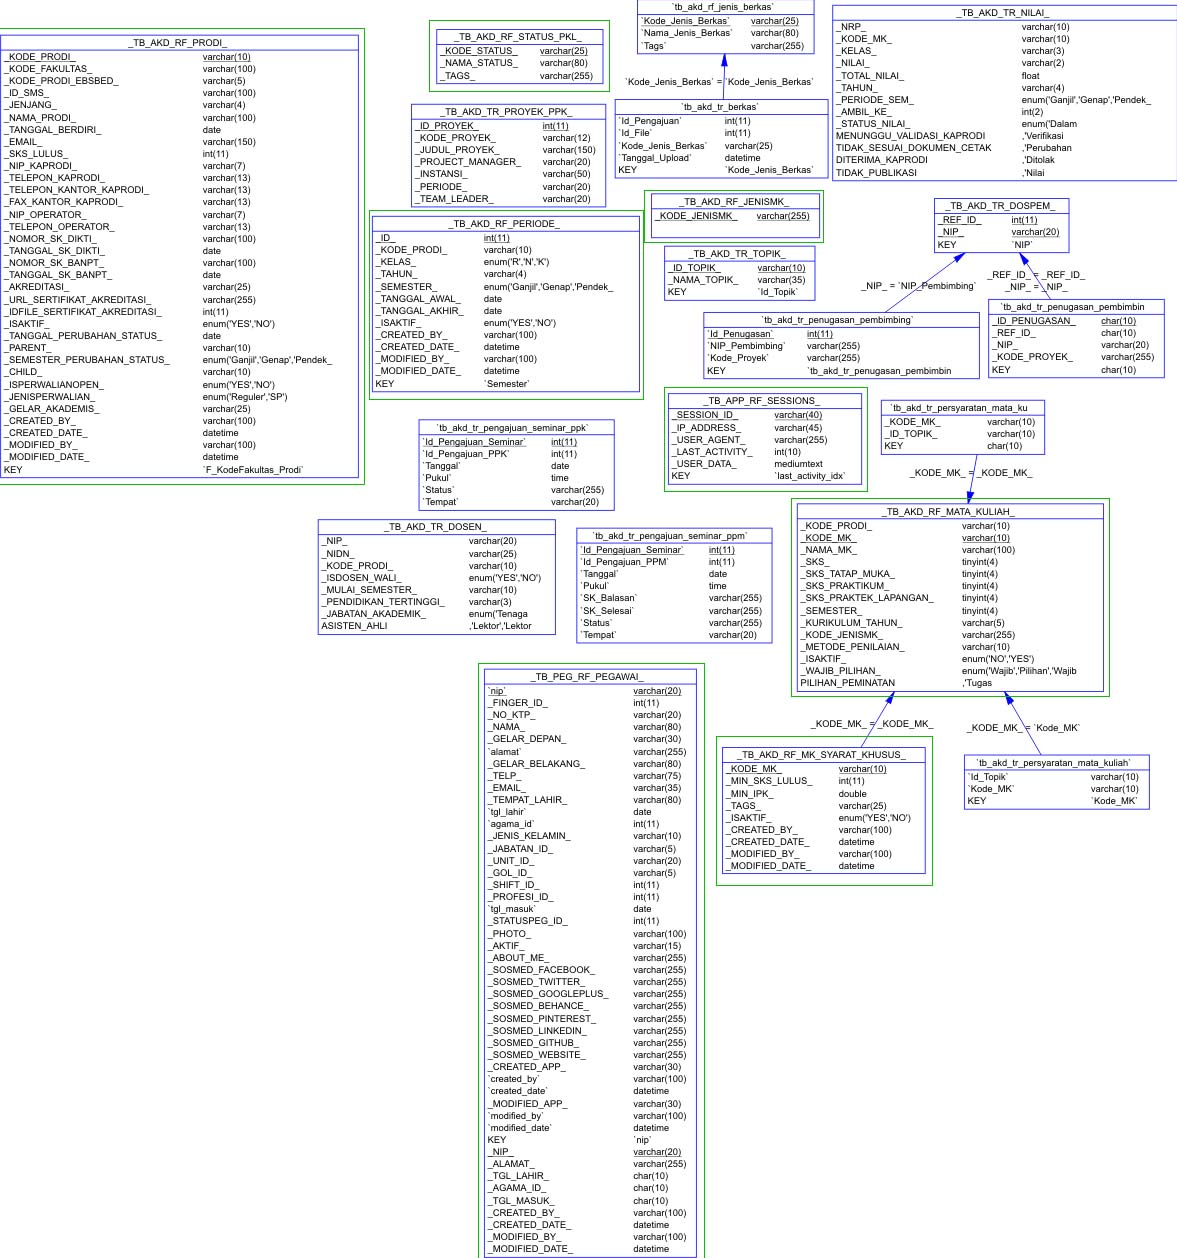 `tb_akd_rf_jenis_berkas`
`Kode_Jenis_Berkas` varchar(25)
`Nama_Jenis_Berkas` varchar(80)
`Tags` varchar(255)
_TB_AKD_TR_NILAI_
_NRP_ varchar(10)
_KODE_MK_ varchar(10)
_KELAS_ varchar(3)
_NILAI_ varchar(2)
_TOTAL_NILAI_ float
_TAHUN_ varchar(4)
_PERIODE_SEM_ enum('Ganjil','Genap','Pendek_
_AMBIL_KE_ int(2)
_STATUS_NILAI_ enum('Dalam
MENUNGGU_VALIDASI_KAPRODI ,'Verifikasi
TIDAK_SESUAI_DOKUMEN_CETAK ,'Perubahan
DITERIMA_KAPRODI ,'Ditolak
TIDAK_PUBLIKASI ,'Nilai
_TB_AKD_RF_PRODI_
_KODE_PRODI_ varchar(10)
_KODE_FAKULTAS_ varchar(100)
_KODE_PRODI_EBSBED_ varchar(5)
_ID_SMS_ varchar(100)
_JENJANG_ varchar(4)
_NAMA_PRODI_ varchar(100)
_TANGGAL_BERDIRI_ date
_EMAIL_ varchar(150)
_SKS_LULUS_ int(11)
_NIP_KAPRODI_ varchar(7)
_TELEPON_KAPRODI_ varchar(13)
_TELEPON_KANTOR_KAPRODI_ varchar(13)
_FAX_KANTOR_KAPRODI_ varchar(13)
_NIP_OPERATOR_ varchar(7)
_TELEPON_OPERATOR_ varchar(13)
_NOMOR_SK_DIKTI_ varchar(100)
_TANGGAL_SK_DIKTI_ date
_NOMOR_SK_BANPT_ varchar(100)
_TANGGAL_SK_BANPT_ date
_AKREDITASI_ varchar(25)
_URL_SERTIFIKAT_AKREDITASI_ varchar(255)
_IDFILE_SERTIFIKAT_AKREDITASI_ int(11)
_ISAKTIF_ enum('YES','NO')
_TANGGAL_PERUBAHAN_STATUS_ date
_PARENT_ varchar(10)
_SEMESTER_PERUBAHAN_STATUS_ enum('Ganjil','Genap','Pendek_
_CHILD_ varchar(10)
_ISPERWALIANOPEN_ enum('YES','NO')
_JENISPERWALIAN_ enum('Reguler','SP')
_GELAR_AKADEMIS_ varchar(25)
_CREATED_BY_ varchar(100)
_CREATED_DATE_ datetime
_MODIFIED_BY_ varchar(100)
_MODIFIED_DATE_ datetime
KEY `F_KodeFakultas_Prodi`
_TB_AKD_RF_STATUS_PKL_
_KODE_STATUS_ varchar(25)
_NAMA_STATUS_ varchar(80)
_TAGS_ varchar(255)
`Kode_Jenis_Berkas` = `Kode_Jenis_Berkas`
_TB_AKD_TR_PROYEK_PPK_
_ID_PROYEK_ int(11)
_KODE_PROYEK_ varchar(12)
_JUDUL_PROYEK_ varchar(150)
_PROJECT_MANAGER_ varchar(20)
_INSTANSI_ varchar(50)
_PERIODE_ varchar(20)
_TEAM_LEADER_ varchar(20)
`tb_akd_tr_berkas`
`Id_Pengajuan` int(11)
`Id_File` int(11)
`Kode_Jenis_Berkas` varchar(25)
`Tanggal_Upload` datetime
KEY `Kode_Jenis_Berkas`
_TB_AKD_RF_JENISMK_
_KODE_JENISMK_ varchar(255)
_TB_AKD_TR_DOSPEM_
_REF_ID_ int(11)
_NIP_ varchar(20)
KEY `NIP`
_TB_AKD_RF_PERIODE_
_ID_ int(11)
_KODE_PRODI_ varchar(10)
_KELAS_ enum('R','N','K')
_TAHUN_ varchar(4)
_SEMESTER_ enum('Ganjil','Genap','Pendek_
_TANGGAL_AWAL_ date
_TANGGAL_AKHIR_ date
_ISAKTIF_ enum('YES','NO')
_CREATED_BY_ varchar(100)
_CREATED_DATE_ datetime
_MODIFIED_BY_ varchar(100)
_MODIFIED_DATE_ datetime
KEY `Semester`
_TB_AKD_TR_TOPIK_
_ID_TOPIK_ varchar(10)
_NAMA_TOPIK_ varchar(35)
KEY `Id_Topik`
_NIP_ = `NIP_Pembimbing`
_REF_ID_ = _REF_ID_
_NIP_ = _NIP_
`tb_akd_tr_penugasan_pembimbing`
`Id_Penugasan` int(11)
`NIP_Pembimbing` varchar(255)
`Kode_Proyek` varchar(255)
KEY `tb_akd_tr_penugasan_pembimbin
`tb_akd_tr_penugasan_pembimbin
_ID_PENUGASAN_ char(10)
_REF_ID_ char(10)
_NIP_ varchar(20)
_KODE_PROYEK_ varchar(255)
KEY char(10)
_TB_APP_RF_SESSIONS_
_SESSION_ID_ varchar(40)
_IP_ADDRESS_ varchar(45)
_USER_AGENT_ varchar(255)
_LAST_ACTIVITY_ int(10)
_USER_DATA_ mediumtext
KEY `last_activity_idx`
`tb_akd_tr_persyaratan_mata_ku
_KODE_MK_ varchar(10)
_ID_TOPIK_ varchar(10)
KEY char(10)
_KODE_MK_ = _KODE_MK_
`tb_akd_tr_pengajuan_seminar_ppk`
`Id_Pengajuan_Seminar` int(11)
`Id_Pengajuan_PPK` int(11)
`Tanggal` date
`Pukul` time
`Status` varchar(255)
`Tempat` varchar(20)
_TB_AKD_RF_MATA_KULIAH_
_KODE_PRODI_ varchar(10)
_KODE_MK_ varchar(10)
_NAMA_MK_ varchar(100)
_SKS_ tinyint(4)
_SKS_TATAP_MUKA_ tinyint(4)
_SKS_PRAKTIKUM_ tinyint(4)
_SKS_PRAKTEK_LAPANGAN_ tinyint(4)
_SEMESTER_ tinyint(4)
_KURIKULUM_TAHUN_ varchar(5)
_KODE_JENISMK_ varchar(255)
_METODE_PENILAIAN_ varchar(10)
_ISAKTIF_ enum('NO','YES')
_WAJIB_PILIHAN_ enum('Wajib','Pilihan','Wajib
PILIHAN_PEMINATAN ,'Tugas
_TB_AKD_TR_DOSEN_
_NIP_ varchar(20)
_NIDN_ varchar(25)
_KODE_PRODI_ varchar(10)
_ISDOSEN_WALI_ enum('YES','NO')
_MULAI_SEMESTER_ varchar(10)
_PENDIDIKAN_TERTINGGI_ varchar(3)
_JABATAN_AKADEMIK_ enum('Tenaga
ASISTEN_AHLI ,'Lektor','Lektor
`tb_akd_tr_pengajuan_seminar_ppm`
`Id_Pengajuan_Seminar` int(11)
`Id_Pengajuan_PPM` int(11)
`Tanggal` date
`Pukul` time
`SK_Balasan` varchar(255)
`SK_Selesai` varchar(255)
`Status` varchar(255)
`Tempat` varchar(20)
_TB_PEG_RF_PEGAWAI_
`nip` varchar(20)
_FINGER_ID_ int(11)
_NO_KTP_ varchar(20)
_NAMA_ varchar(80)
_GELAR_DEPAN_ varchar(30)
`alamat` varchar(255)
_GELAR_BELAKANG_ varchar(80)
_TELP_ varchar(75)
_EMAIL_ varchar(35)
_TEMPAT_LAHIR_ varchar(80)
`tgl_lahir` date
`agama_id` int(11)
_JENIS_KELAMIN_ varchar(10)
_JABATAN_ID_ varchar(5)
_UNIT_ID_ varchar(20)
_GOL_ID_ varchar(5)
_SHIFT_ID_ int(11)
_PROFESI_ID_ int(11)
`tgl_masuk` date
_STATUSPEG_ID_ int(11)
_PHOTO_ varchar(100)
_AKTIF_ varchar(15)
_ABOUT_ME_ varchar(255)
_SOSMED_FACEBOOK_ varchar(255)
_SOSMED_TWITTER_ varchar(255)
_SOSMED_GOOGLEPLUS_ varchar(255)
_SOSMED_BEHANCE_ varchar(255)
_SOSMED_PINTEREST_ varchar(255)
_SOSMED_LINKEDIN_ varchar(255)
_SOSMED_GITHUB_ varchar(255)
_SOSMED_WEBSITE_ varchar(255)
_CREATED_APP_ varchar(30)
`created_by` varchar(100)
`created_date` datetime
_MODIFIED_APP_ varchar(30)
`modified_by` varchar(100)
`modified_date` datetime
KEY `nip`
_NIP_ varchar(20)
_ALAMAT_ varchar(255)
_TGL_LAHIR_ char(10)
_AGAMA_ID_ char(10)
_TGL_MASUK_ char(10)
_CREATED_BY_ varchar(100)
_CREATED_DATE_ datetime
_MODIFIED_BY_ varchar(100)
_MODIFIED_DATE_ datetime
_KODE_MK_ = _KODE_MK_
_KODE_MK_ = `Kode_MK`
_TB_AKD_RF_MK_SYARAT_KHUSUS_
_KODE_MK_ varchar(10)
_MIN_SKS_LULUS_ int(11)
_MIN_IPK_ double
_TAGS_ varchar(25)
_ISAKTIF_ enum('YES','NO')
_CREATED_BY_ varchar(100)
_CREATED_DATE_ datetime
_MODIFIED_BY_ varchar(100)
_MODIFIED_DATE_ datetime
`tb_akd_tr_persyaratan_mata_kuliah`
`Id_Topik` varchar(10)
`Kode_MK` varchar(10)
KEY `Kode_MK`